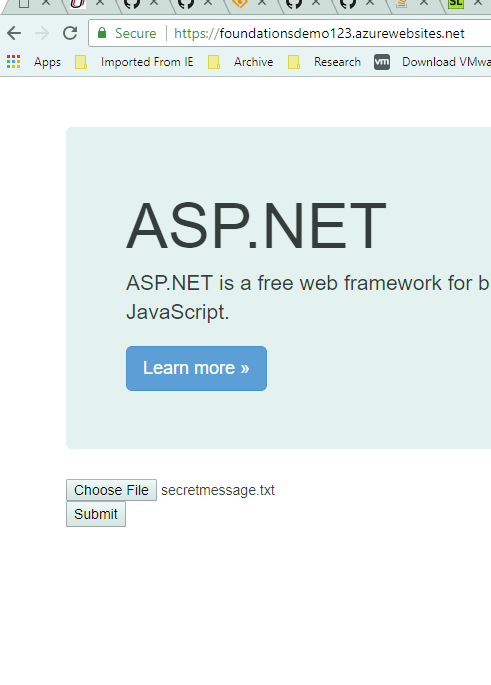 Secure https://foundationsdemo123.azurewebsites.net
Apps Imported From IE Archive Research vm Download VMwa
ASP.NET
ASP.NET is a free web framework for b
JavaScript.
Learn more »
Choose File secretmessage.txt
Submit